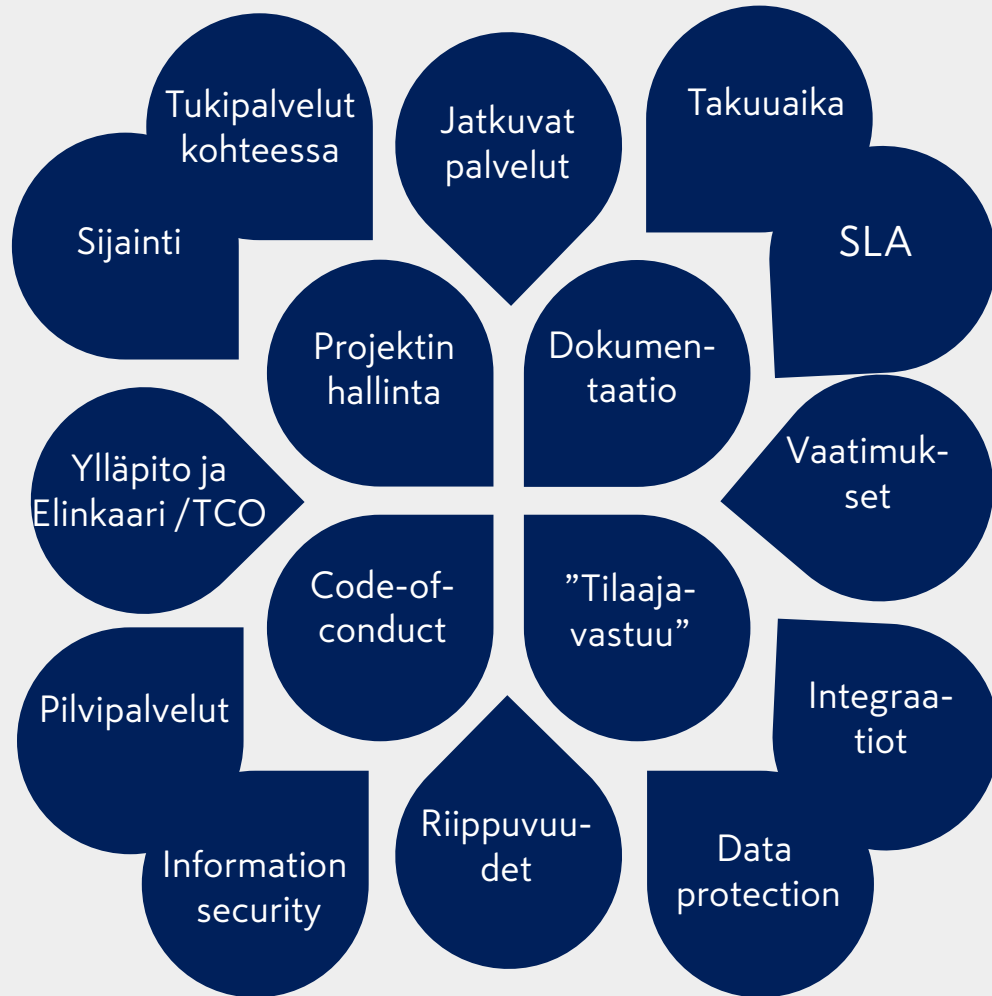 Tukipalvelut
kohteessa
Jatkuvat
palvelut
Takuuaika
Sijainti
SLA
Projektin
hallinta
Dokumen-
taatio
Ylläpito ja
Elinkaari /TCO
Vaatimuk-
set
Code-of-
conduct
”Tilaaja-
vastuu”
Pilvipalvelut
Integraa-
tiot
Information
security
Riippuvuu-
det
Data
protection